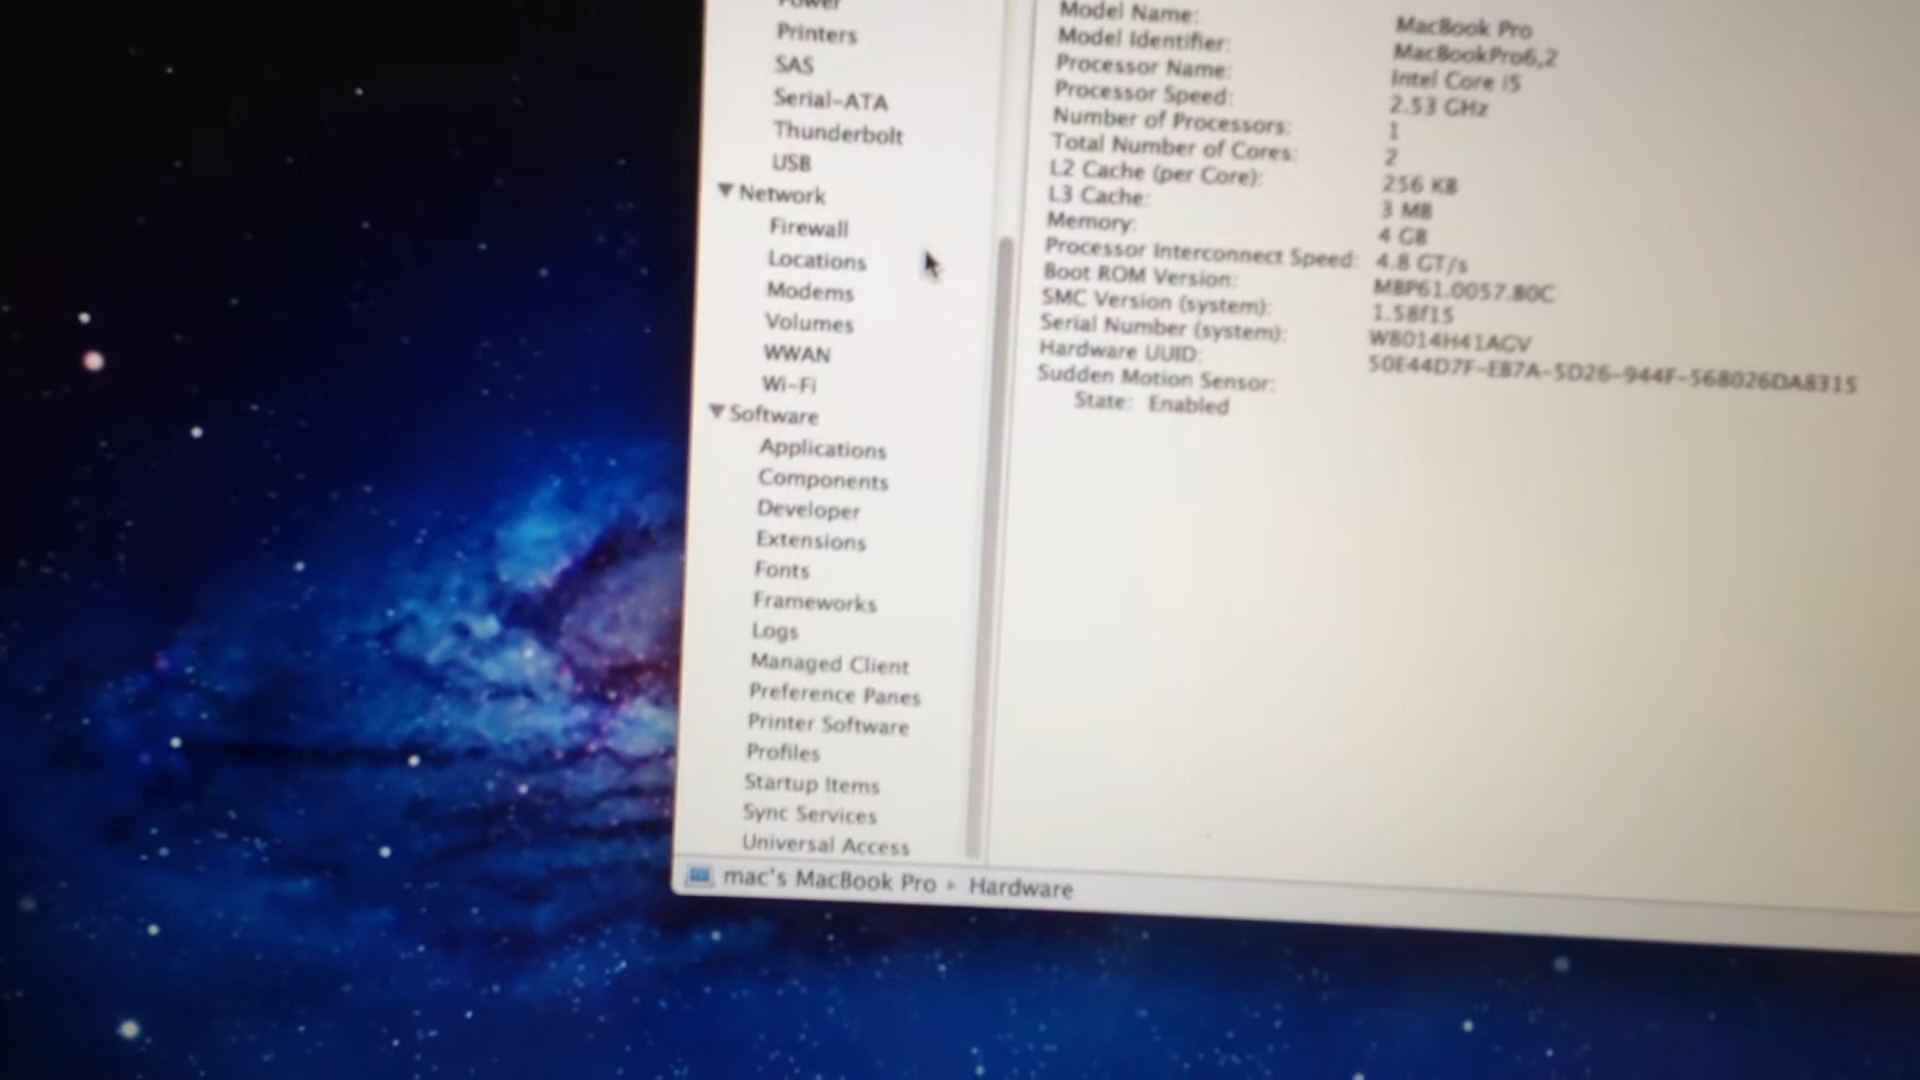 Power
Printers
SAS
Serial-ATA
Thunderbolt
USB
Network
Firewall
Locations
Modems
Volumes
WWAN
Wi-Fi
Software
Applications
Components
Developer
Extensions
Fonts
Frameworks
Logs
Managed Client
Preference Panes
Printer Software
Profiles
Startup Items
Sync Services
Universal Access
Model Name: MacBook Pro
Model Identifier: MacBookPro6,2
Processor Name: Intel Core i5
Processor Speed: 2.53 GHz
Number of Processors: 1
Total Number of Cores: 2
L2 Cache (per Core): 256 KB
L3 Cache: 3 MB
Memory: 4 GB
Processor Interconnect Speed: 4.8 GT/s
Boot ROM Version: MBP61.0057.B0C
SMC Version (system): 1.58f15
Serial Number (system): W8014H41AGV
Hardware UUID: 50E44D7F-E87A-5D26-944F-568026DA8315
Sudden Motion Sensor:
State: Enabled
mac's MacBook Pro ▸ Hardware